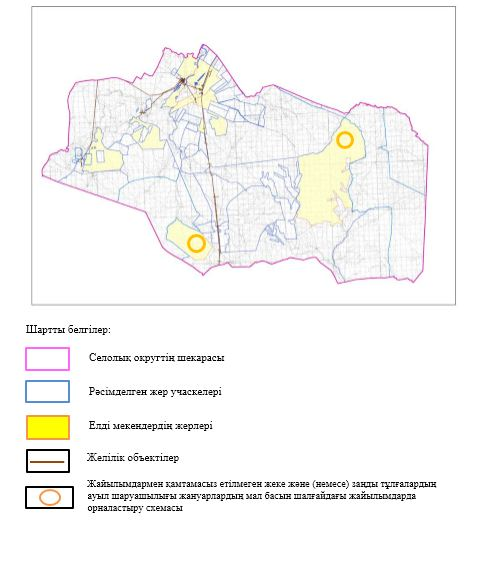 Шартты белгілер:
Селолық округтің шекарасы
Рәсімделген жер учаскелері
Елді мекендердің жерлері
Желілік объектілер
Жайылымдармен қамтамасыз етілмеген жеке және (немесе) заңды тұлғалардың
ауыл шаруашылығы жануарлардың мал басын шалғайдағы жайылымдарда
орналастыру схемасы